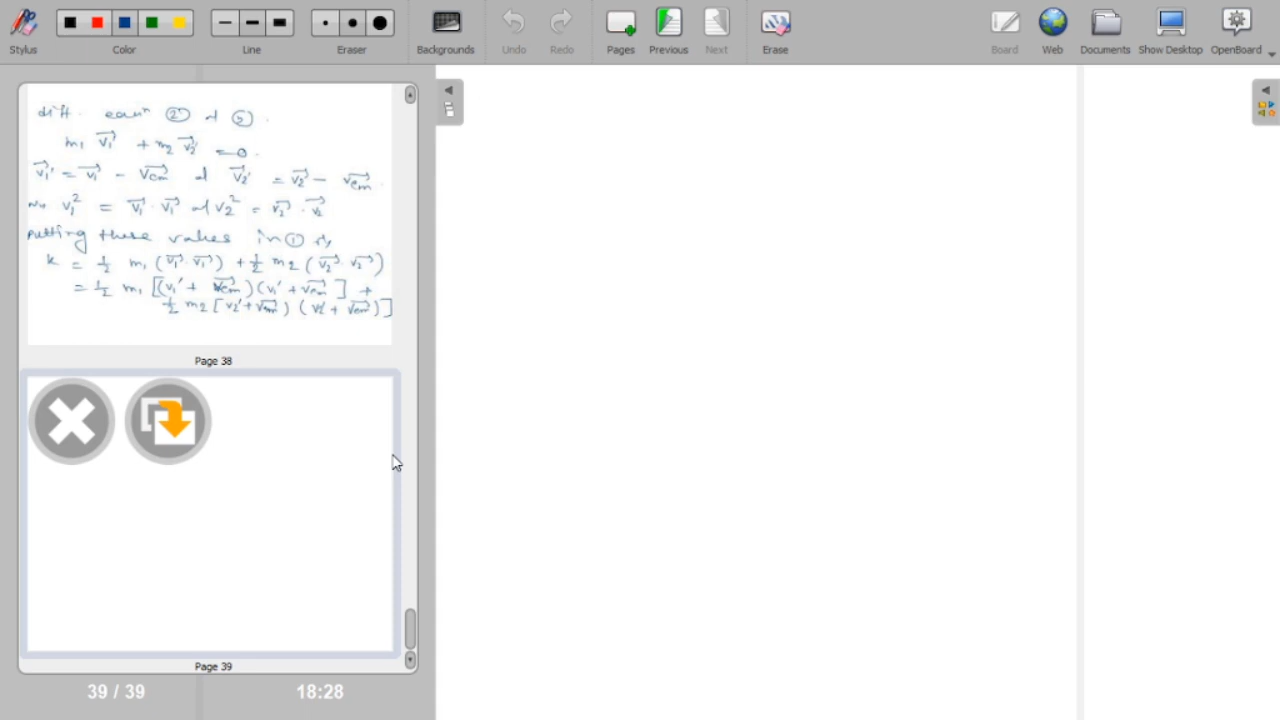 Stylus
Color
Line
Eraser
Backgrounds
Undo
Redo
Pages
Previous
Next
Erase
Board
Web
Documents
Show Desktop
OpenBoard
diff. eqn ② d ⑤.
m₁ v₁'→ + m₂ v₂'→ = 0.
v₁'→ = v₁→ - vcm→ d v₂'→ = v₂→ - vcm→.
v₁² = v₁→ . v₁→ d v₂² = v₂→ . v₂→
putting these values in ①
k = ½ m₁ (v₁→ . v₁→) + ½ m₂ (v₂→ . v₂→)
= ½ m₁ [(v₁' + vcm→)(v₁' + vcm→] +
½ m₂ [v₂' + vcm→) (v₂' + vcm→)]
Page 38
Page 39
39 / 39
18:28